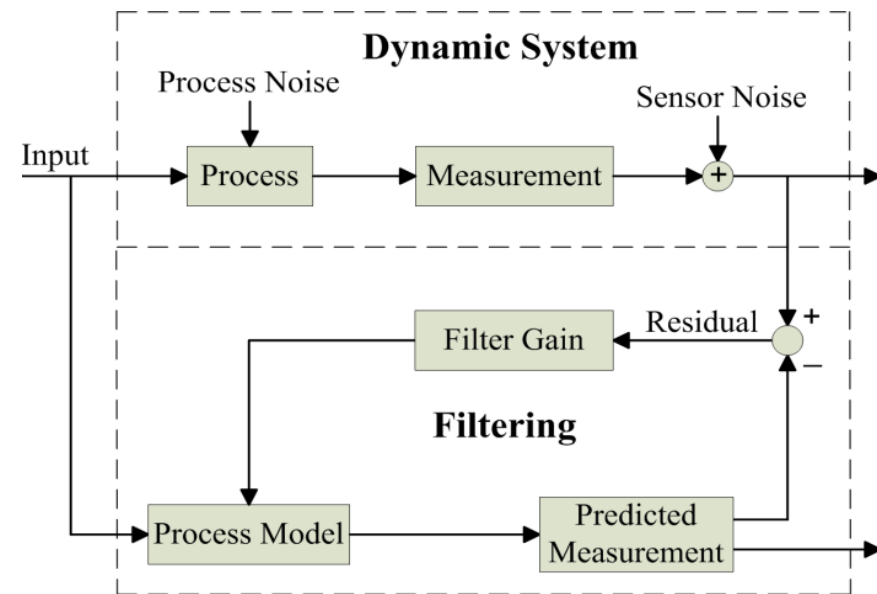 Dynamic System
Process Noise
Sensor Noise
Input
Process
Measurement
+
+
Residual
Filter Gain
−
Filtering
Process Model
Predicted
Measurement